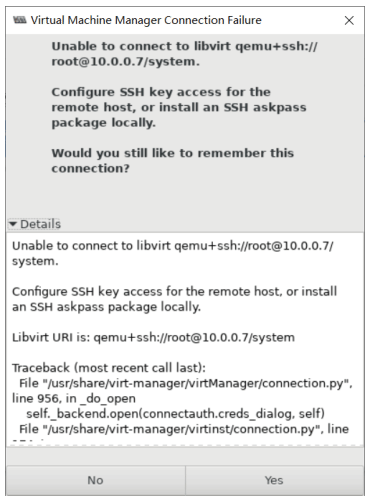 Virtual Machine Manager Connection Failure
Unable to connect to libvirt qemu+ssh://
root@10.0.0.7/system.
Configure SSH key access for the
remote host, or install an SSH askpass
package locally.
Would you still like to remember this
connection?
Details
Unable to connect to libvirt qemu+ssh://root@10.0.0.7/
system.
Configure SSH key access for the remote host, or install
an SSH askpass package locally.
Libvirt URI is: qemu+ssh://root@10.0.0.7/system
Traceback (most recent call last):
File "/usr/share/virt-manager/virtManager/connection.py",
line 956, in _do_open
self._backend.open(connectauth.creds_dialog, self)
File "/usr/share/virt-manager/virtinst/connection.py", line
No
Yes